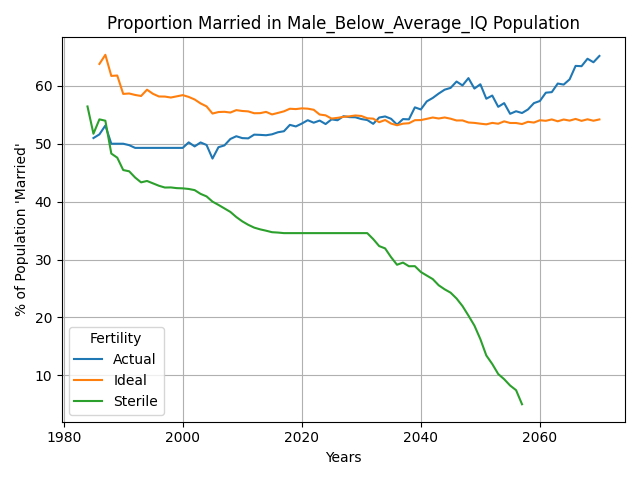 Proportion Married in Male_Below_Average_IQ Population
% of Population 'Married'
60
50
40
30
20
10
Fertility
Actual
Ideal
Sterile
1980
2000
2020
2040
2060
Years